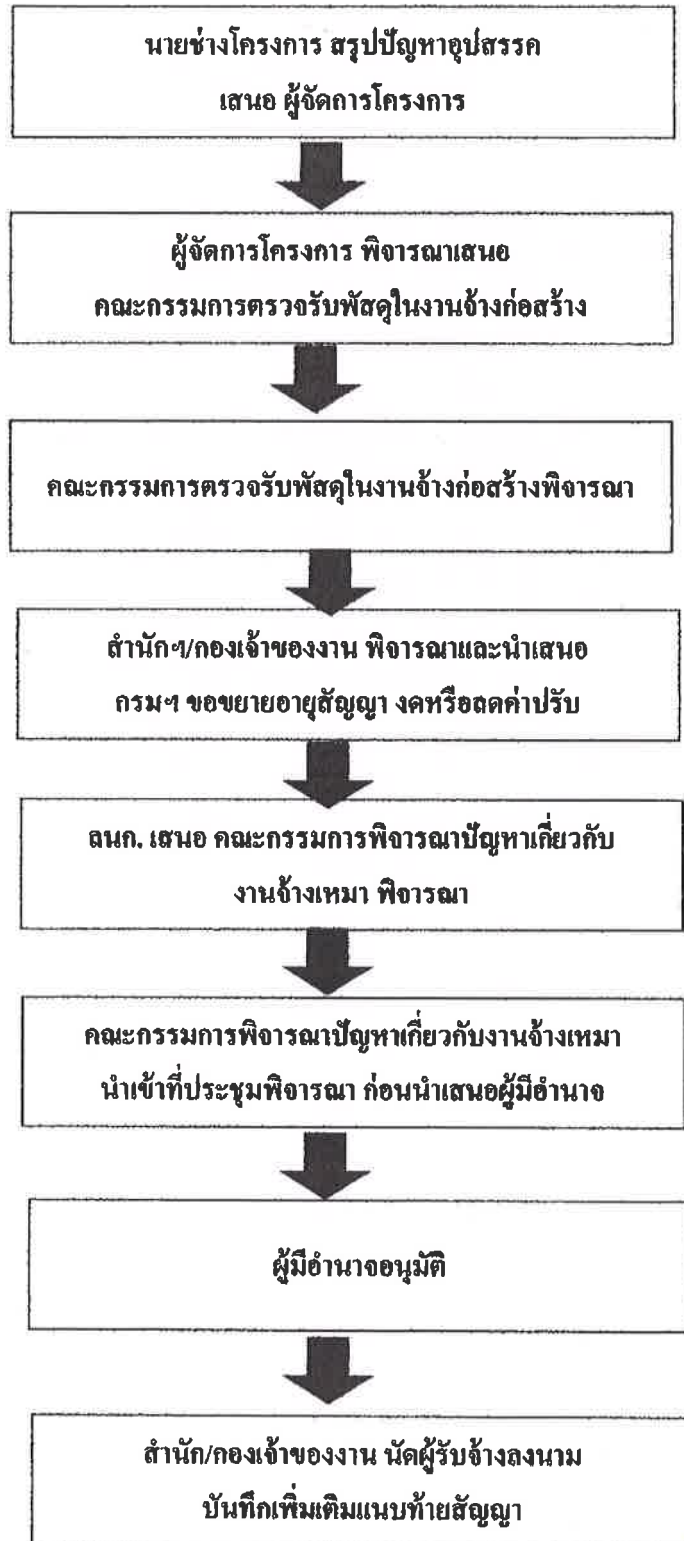 นายช่างโครงการ สรุปปัญหาอุปสรรค
เสนอ ผู้จัดการโครงการ
ผู้จัดการโครงการ พิจารณาเสนอ
คณะกรรมการตรวจรับพัสดุในงานจ้างก่อสร้าง
คณะกรรมการตรวจรับพัสดุในงานจ้างก่อสร้างพิจารณา
สำนักฯ/กองเจ้าของงาน พิจารณาและนำเสนอ
กรมฯ ขอขยายอายุสัญญา งดหรือลดค่าปรับ
ลนก. เสนอ คณะกรรมการพิจารณาปัญหาเกี่ยวกับ
งานจ้างเหมา พิจารณา
คณะกรรมการพิจารณาปัญหาเกี่ยวกับงานจ้างเหมา
นำเข้าที่ประชุมพิจารณา ก่อนนำเสนอผู้มีอำนาจ
ผู้มีอำนาจอนุมัติ
สำนัก/กองเจ้าของงาน นัดผู้รับจ้างลงนาม
บันทึกเพิ่มเติมแนบท้ายสัญญา